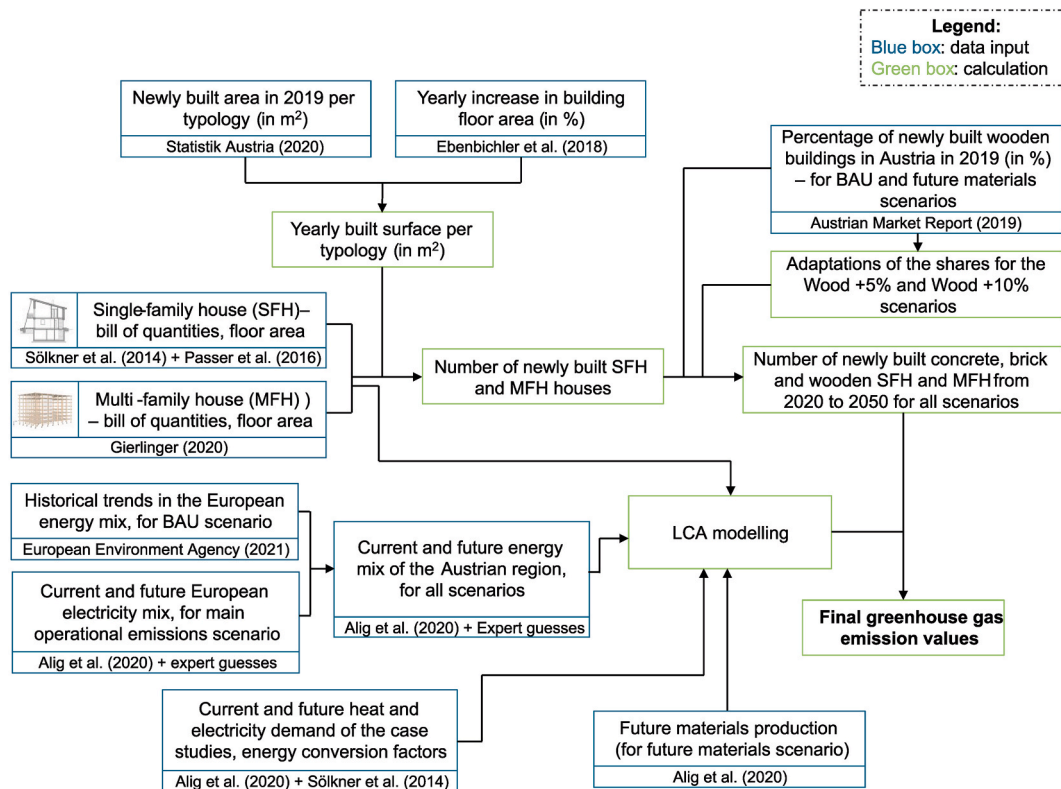 Legend:
Blue box: data input
Green box: calculation
Newly built area in 2019 per
typology (in m²)
Statistik Austria (2020)
Yearly increase in building
floor area (in %)
Ebenbichler et al. (2018)
Percentage of newly built wooden
buildings in Austria in 2019 (in %)
– for BAU and future materials
scenarios
Austrian Market Report (2019)
Yearly built surface per
typology (in m²)
Adaptations of the shares for the
Wood +5% and Wood +10%
scenarios
Single-family house (SFH)–
bill of quantities, floor area
Sölkner et al. (2014) + Passer et al. (2016)
Number of newly built SFH
and MFH houses
Number of newly built concrete, brick
and wooden SFH and MFH from
2020 to 2050 for all scenarios
Multi -family house (MFH) )
– bill of quantities, floor area
Gierlinger (2020)
Historical trends in the European
energy mix, for BAU scenario
European Environment Agency (2021)
Current and future energy
mix of the Austrian region,
for all scenarios
Alig et al. (2020) + Expert guesses
LCA modelling
Current and future European
electricity mix, for main
operational emissions scenario
Alig et al. (2020) + expert guesses
Final greenhouse gas
emission values
Current and future heat and
electricity demand of the case
studies, energy conversion factors
Alig et al. (2020) + Sölkner et al. (2014)
Future materials production
(for future materials scenario)
Alig et al. (2020)